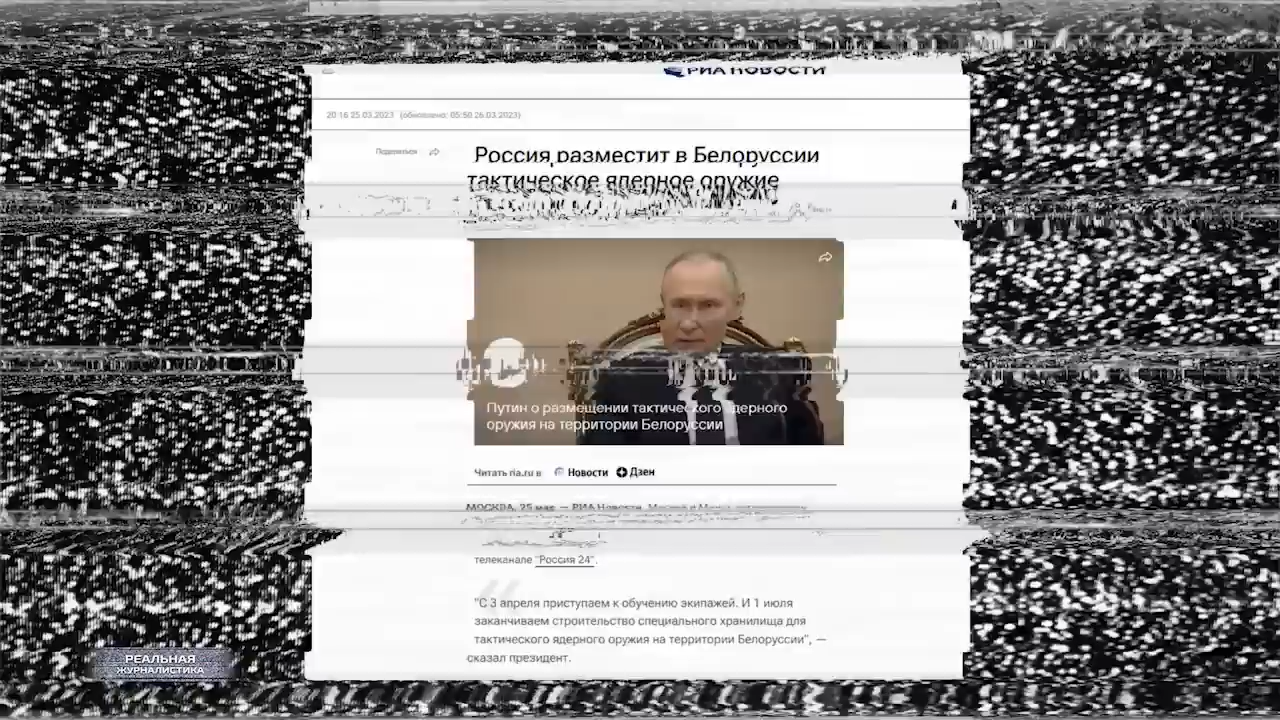 РИА НОВОСТИ
20:16 25.03.2023 (обновлено: 05:50 26.03.2023)
Поделиться
Россия разместит в Белоруссии
тактическое ядерное оружие
Путин о размещении тактического ядерного
оружия на территории Белоруссии
Читать ria.ru в Новости Дзен
МОСКВА, 25 мар — РИА Новости.
телеканале "Россия 24".
"С 3 апреля приступаем к обучению экипажей. И 1 июля
заканчиваем строительство специального хранилища для
тактического ядерного оружия на территории Белоруссии", —
сказал президент.
РЕАЛЬНАЯ
ЖУРНАЛИСТИКА